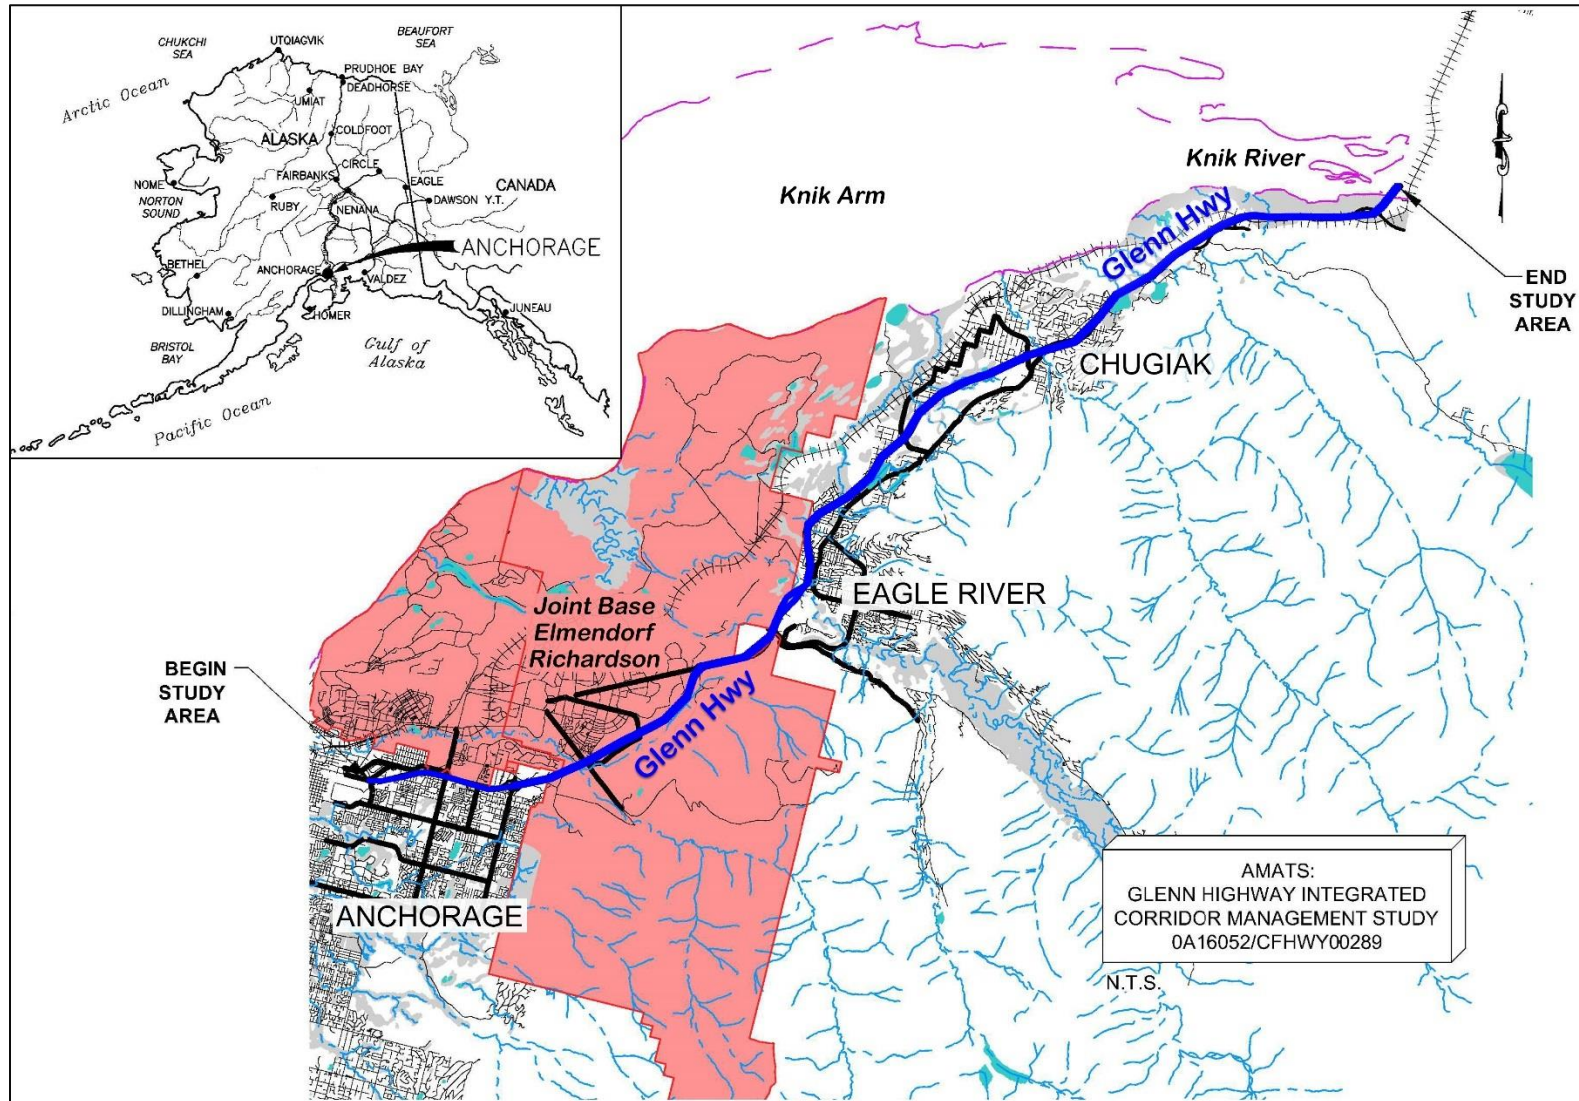 CHUKCHI
SEA
UTQIAGVIK
BEAUFORT
SEA
PRUDHOE BAY
DEADHORSE
Arctic Ocean
UMIAT
ALASKA
COLDFOOT
CIRCLE
FAIRBANKS
EAGLE
CANADA
NOME
NORTON
SOUND
RUBY
NENANA
DAWSON Y.T.
ANCHORAGE
BETHEL
ANCHORAGE
VALDEZ
DILLINGHAM
HOMER
JUNEAU
BRISTOL
BAY
Gulf of
Alaska
Pacific Ocean
Knik River
Knik Arm
Glenn Hwy
END
STUDY
AREA
CHUGIAK
EAGLE RIVER
Joint Base
Elmendorf
Richardson
BEGIN
STUDY
AREA
Glenn Hwy
ANCHORAGE
AMATS:
GLENN HIGHWAY INTEGRATED
CORRIDOR MANAGEMENT STUDY
0A16052/CFHWY00289
N.T.S.